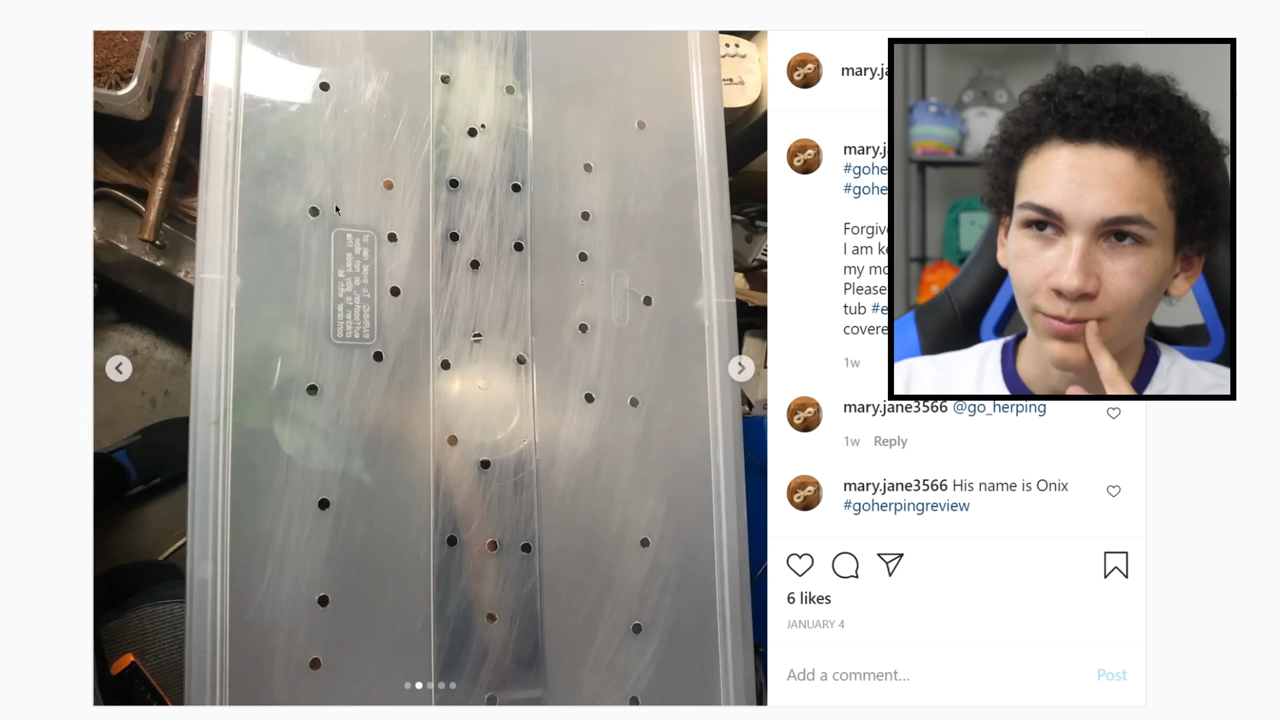 mary.ja
mary.j
#gohe
#gohe
Forgiv
I am ke
my mo
Please
tub #e
covere
1w
mary.jane3566 @go_herping
1w Reply
mary.jane3566 His name is Onix
#goherpingreview
6 likes
JANUARY 4
Add a comment...
Post